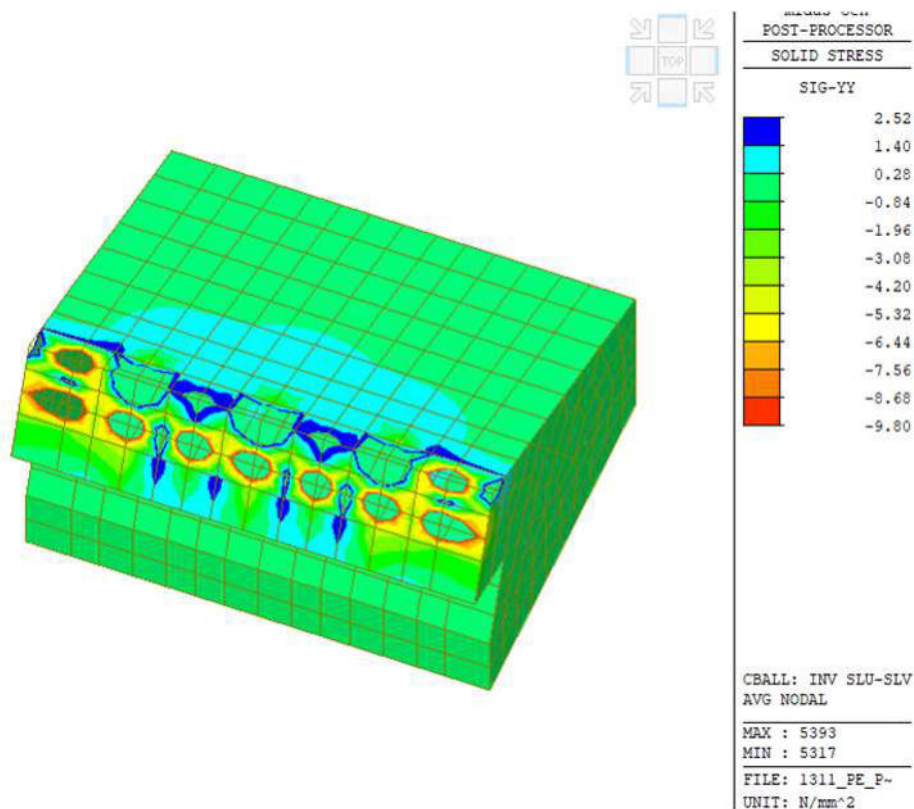 TOP
POST-PROCESSOR
SOLID STRESS
SIG-YY
2.52
1.40
0.28
-0.84
-1.96
-3.08
-4.20
-5.32
-6.44
-7.56
-8.68
-9.80
CBALL: INV SLU-SLV
AVG NODAL
MAX : 5393
MIN : 5317
FILE: 1311_PE_P~
UNIT: N/mm^2